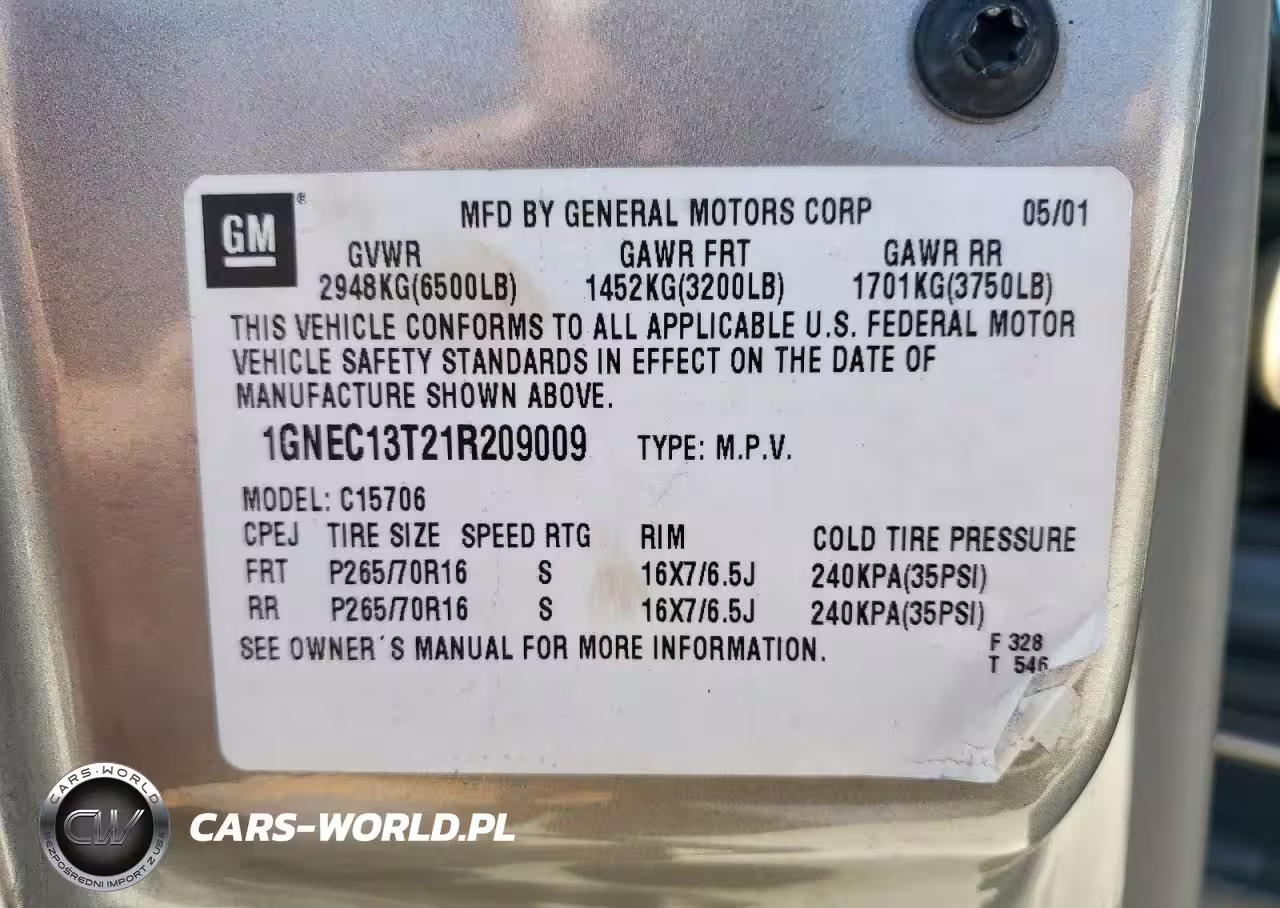 GM ®
MFD BY GENERAL MOTORS CORP 05/01
GVWR GAWR FRT GAWR RR
2948KG(6500LB) 1452KG(3200LB) 1701KG(3750LB)
THIS VEHICLE CONFORMS TO ALL APPLICABLE U.S. FEDERAL MOTOR
VEHICLE SAFETY STANDARDS IN EFFECT ON THE DATE OF
MANUFACTURE SHOWN ABOVE.
1GNEC13T21R209009 TYPE: M.P.V.
MODEL: C15706
CPEJ TIRE SIZE SPEED RTG RIM COLD TIRE PRESSURE
FRT P265/70R16 S 16X7/6.5J 240KPA(35PSI)
RR P265/70R16 S 16X7/6.5J 240KPA(35PSI)
SEE OWNER´S MANUAL FOR MORE INFORMATION.
F 328
T 546
CARS-WORLD
CW
BEZPOŚREDNI IMPORT Z USA
CARS-WORLD.PL